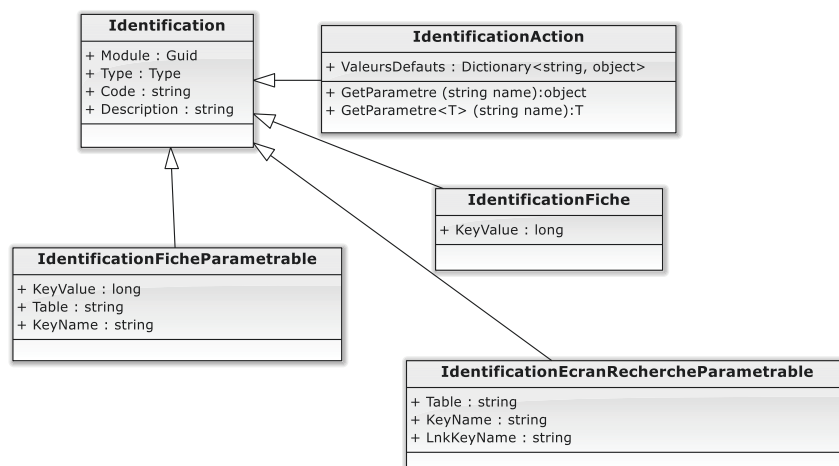 Identification
+ Module : Guid
+ Type : Type
+ Code : string
+ Description : string
IdentificationAction
+ ValeursDefauts : Dictionary<string, object>
+ GetParametre (string name):object
+ GetParametre<T> (string name):T
IdentificationFiche
+ KeyValue : long
IdentificationFicheParametrable
+ KeyValue : long
+ Table : string
+ KeyName : string
IdentificationEcranRechercheParametrable
+ Table : string
+ KeyName : string
+ LnkKeyName : string